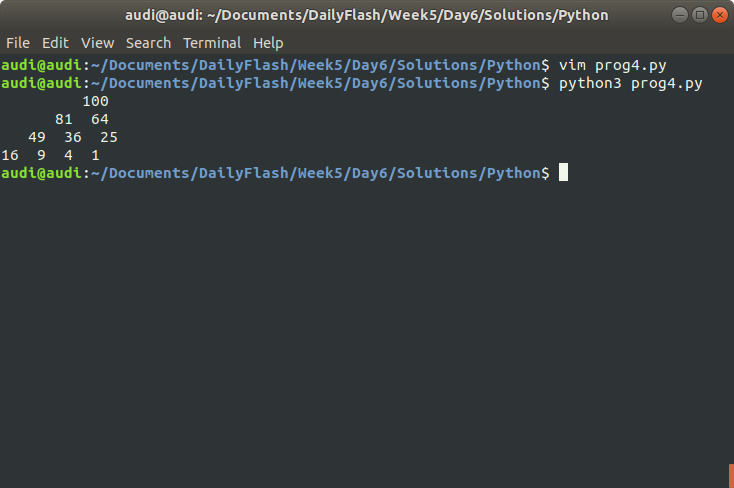 audi@audi: ~/Documents/DailyFlash/Week5/Day6/Solutions/Python
File Edit View Search Terminal Help
audi@audi:~/Documents/DailyFlash/Week5/Day6/Solutions/Python$ vim prog4.py
audi@audi:~/Documents/DailyFlash/Week5/Day6/Solutions/Python$ python3 prog4.py
         100
      81  64
   49  36  25
16  9  4  1
audi@audi:~/Documents/DailyFlash/Week5/Day6/Solutions/Python$